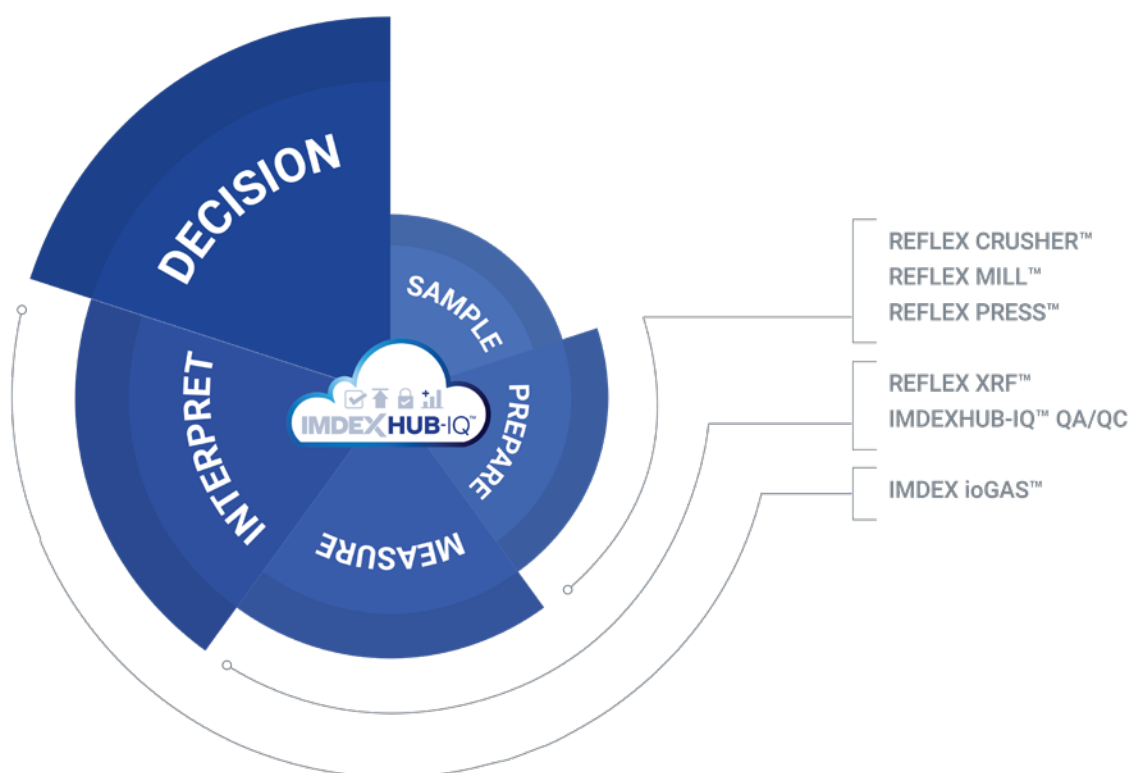 DECISION
SAMPLE
PREPARE
MEASURE
INTERPRET
IMDEXHUB-IQ™
REFLEX CRUSHER™
REFLEX MILL™
REFLEX PRESS™
REFLEX XRF™
IMDEXHUB-IQ™ QA/QC
IMDEX ioGAS™